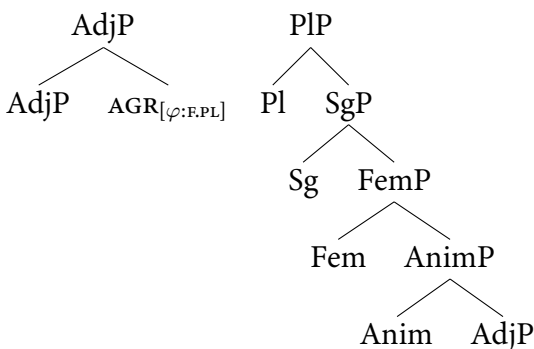 AdjP PlP
AdjP AGR[φ:F.PL] Pl SgP
Sg FemP
Fem AnimP
Anim AdjP